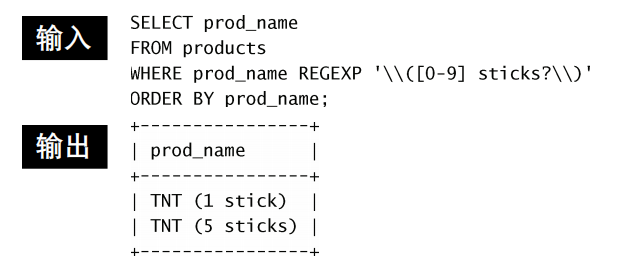 输入
SELECT prod_name
FROM products
WHERE prod_name REGEXP '\\([0-9] sticks?\\)'
ORDER BY prod_name;
输出
+----------------+
| prod_name      |
+----------------+
| TNT (1 stick)  |
| TNT (5 sticks) |
+----------------+